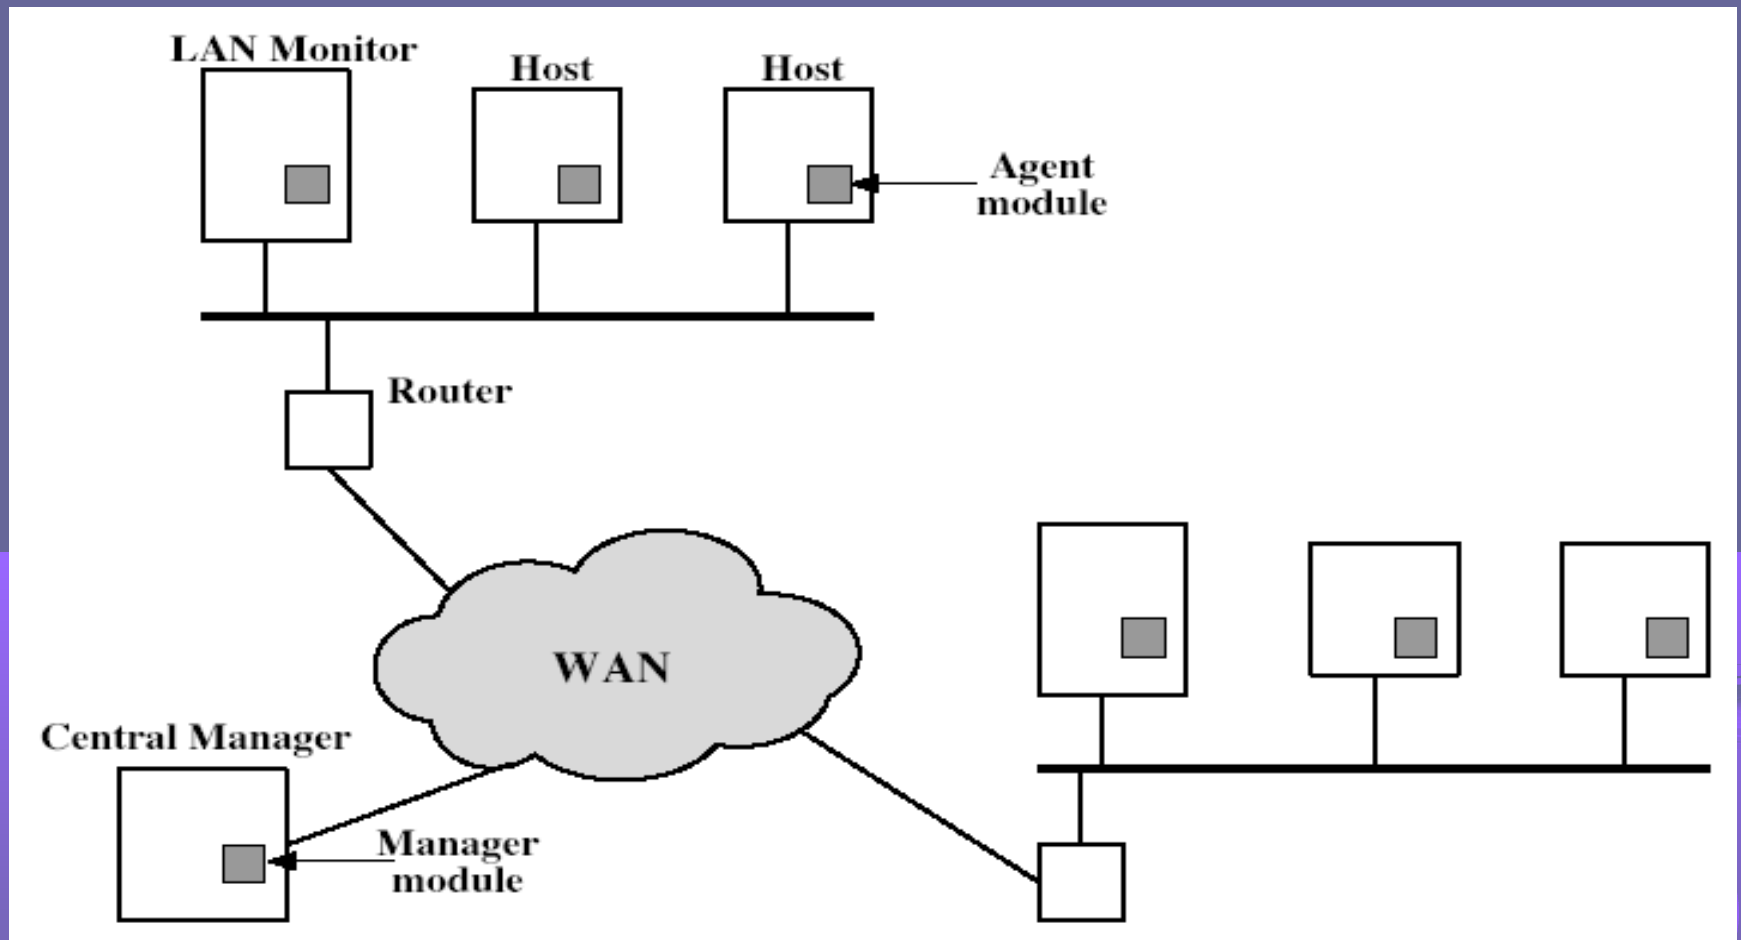 LAN Monitor
Host
Host
Agent
module
Router
WAN
Central Manager
Manager
module